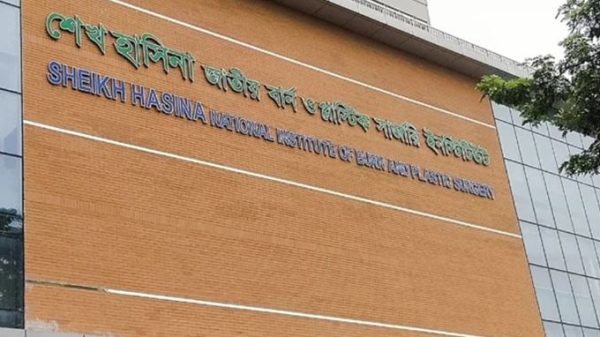 শেখ হাসিনা জাতীয় বার্ন ও প্লাস্টিক সার্জারি ইনস্টিটিউট
SHEIKH HASINA NATIONAL INSTITUTE OF BURN AND PLASTIC SURGERY